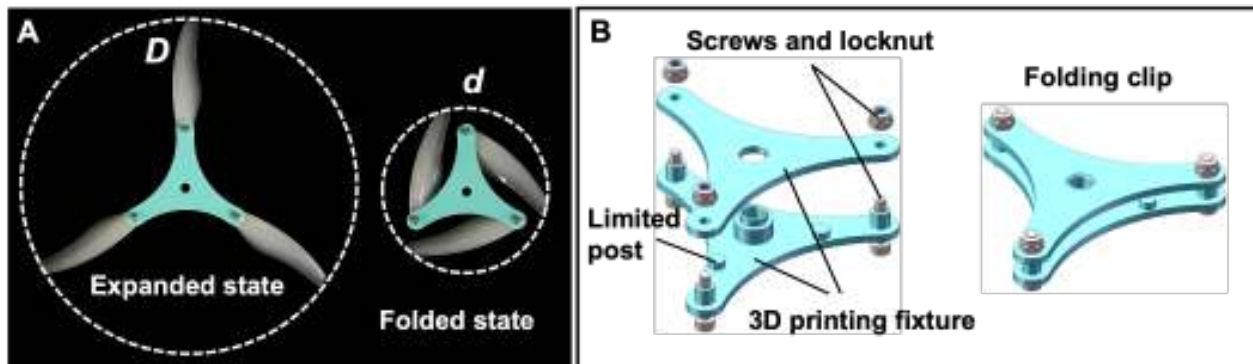 A
D
d
Expanded state
Folded state
B
Screws and locknut
Folding clip
Limited
post
3D printing fixture